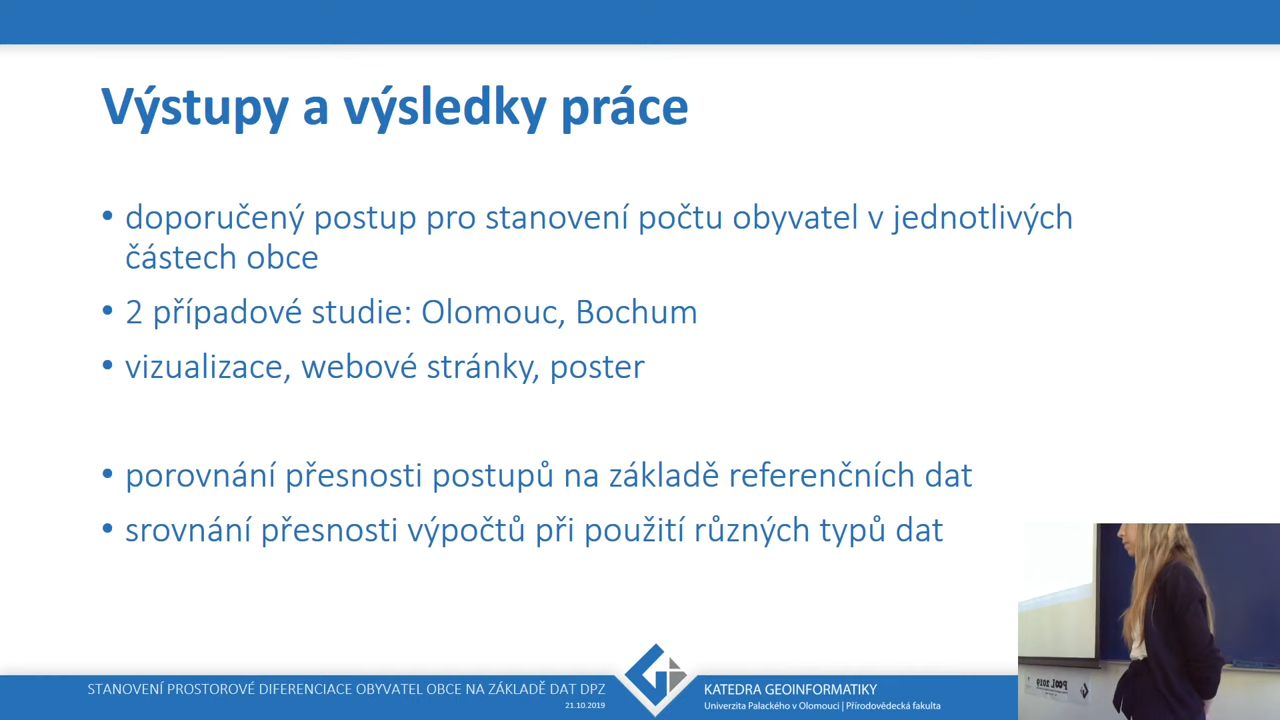 Výstupy a výsledky práce
• doporučený postup pro stanovení počtu obyvatel v jednotlivých
částech obce
• 2 případové studie: Olomouc, Bochum
• vizualizace, webové stránky, poster
• porovnání přesnosti postupů na základě referenčních dat
• srovnání přesnosti výpočtů při použití různých typů dat
STANOVENÍ PROSTOROVÉ DIFERENCIACE OBYVATEL OBCE NA ZÁKLADĚ DAT DPZ
21.10.2019
KATEDRA GEOINFORMATIKY
Univerzita Palackého v Olomouci | Přírodovědecká fakulta
POOL 2019